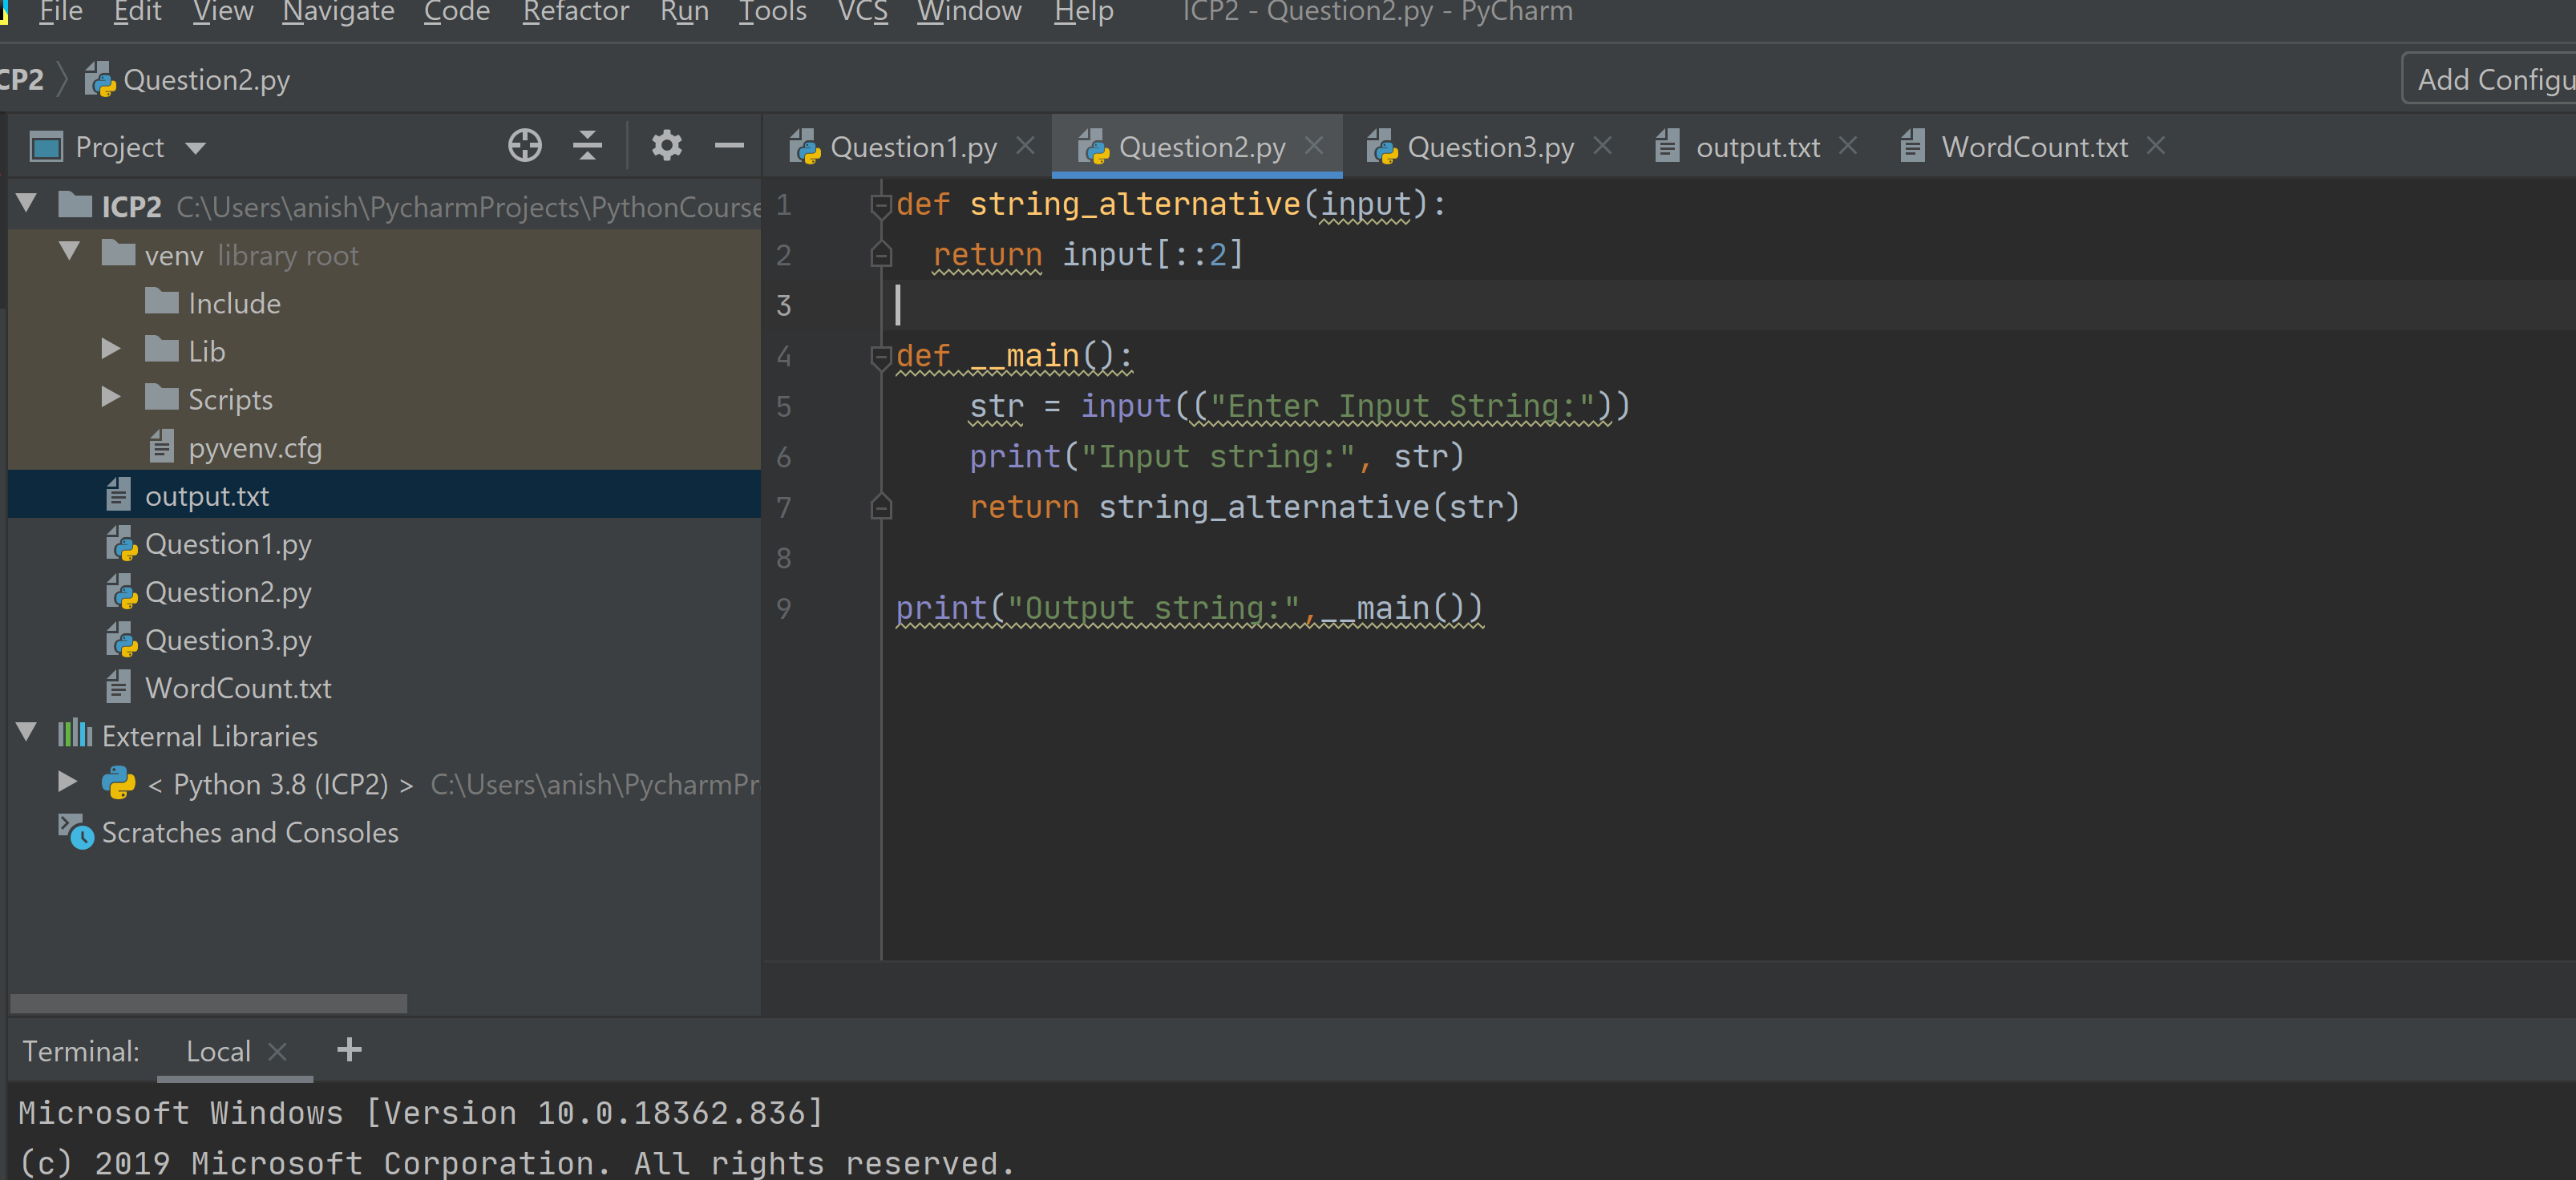 File Edit View Navigate Code Refactor Run Tools VCS Window Help ICP2 - Question2.py - PyCharm
CP2 Question2.py Add Configu
Project
Question1.py Question2.py Question3.py output.txt WordCount.txt
ICP2 C:\Users\anish\PycharmProjects\PythonCourse
venv library root
Include
Lib
Scripts
pyvenv.cfg
output.txt
Question1.py
Question2.py
Question3.py
WordCount.txt
External Libraries
< Python 3.8 (ICP2) > C:\Users\anish\PycharmPr
Scratches and Consoles
1 def string_alternative(input):
2   return input[::2]
3
4 def __main():
5     str = input(("Enter Input String:"))
6     print("Input string:", str)
7     return string_alternative(str)
8
9 print("Output string:",__main())
Terminal: Local +
Microsoft Windows [Version 10.0.18362.836]
(c) 2019 Microsoft Corporation. All rights reserved.